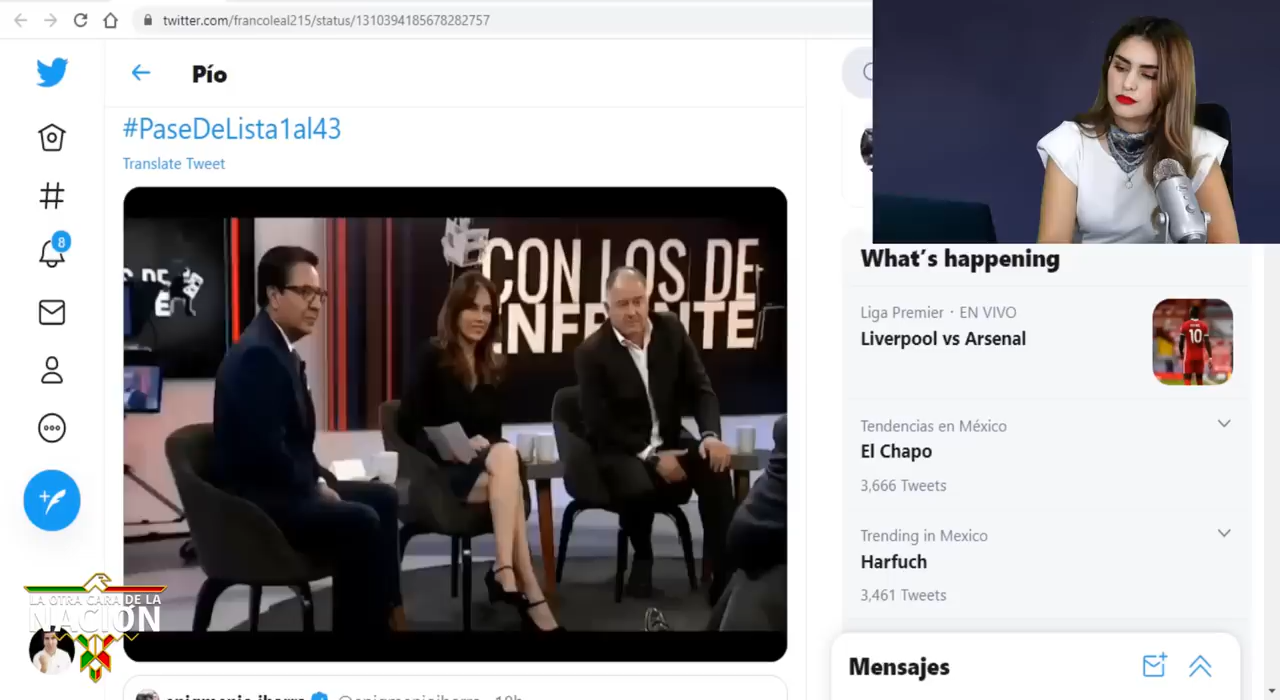 twitter.com/francoleal215/status/1310394185678282757
Pío
#PaseDeLista1al43
Translate Tweet
8
CON LOS DE
ENFRENTE
What's happening
Liga Premier · EN VIVO
Liverpool vs Arsenal
10
Tendencias en México
El Chapo
3,666 Tweets
Trending in Mexico
Harfuch
3,461 Tweets
LA OTRA CARA DE LA
NACIÓN
Mensajes